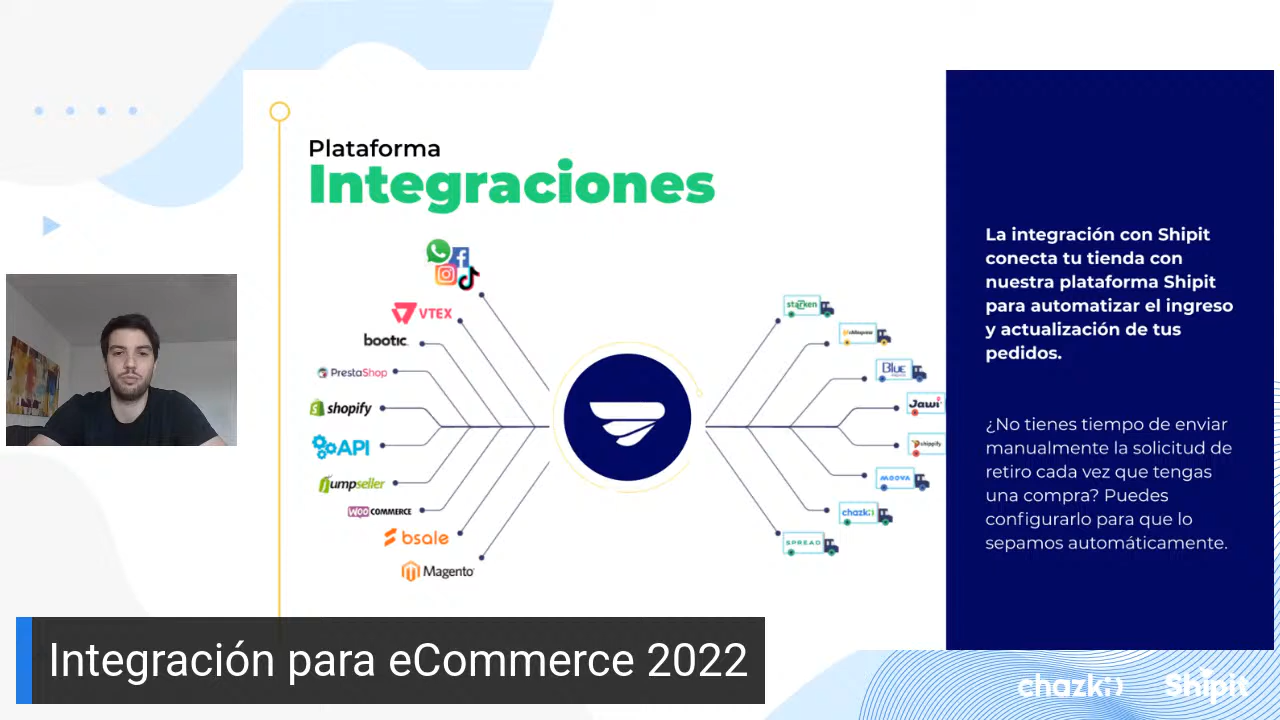 Plataforma
Integraciones
VTEX
bootic
PrestaShop
shopify
API
jumpseller
WOO COMMERCE
bsale
Magento
starken
chilexpress
BLUE
Jawi
shippify
MOOVA
chazki
SPREAD
La integración con Shipit
conecta tu tienda con
nuestra plataforma Shipit
para automatizar el ingreso
y actualización de tus
pedidos.
¿No tienes tiempo de enviar
manualmente la solicitud de
retiro cada vez que tengas
una compra? Puedes
configurarlo para que lo
sepamos automáticamente.
Integración para eCommerce 2022
chazki
Shipit